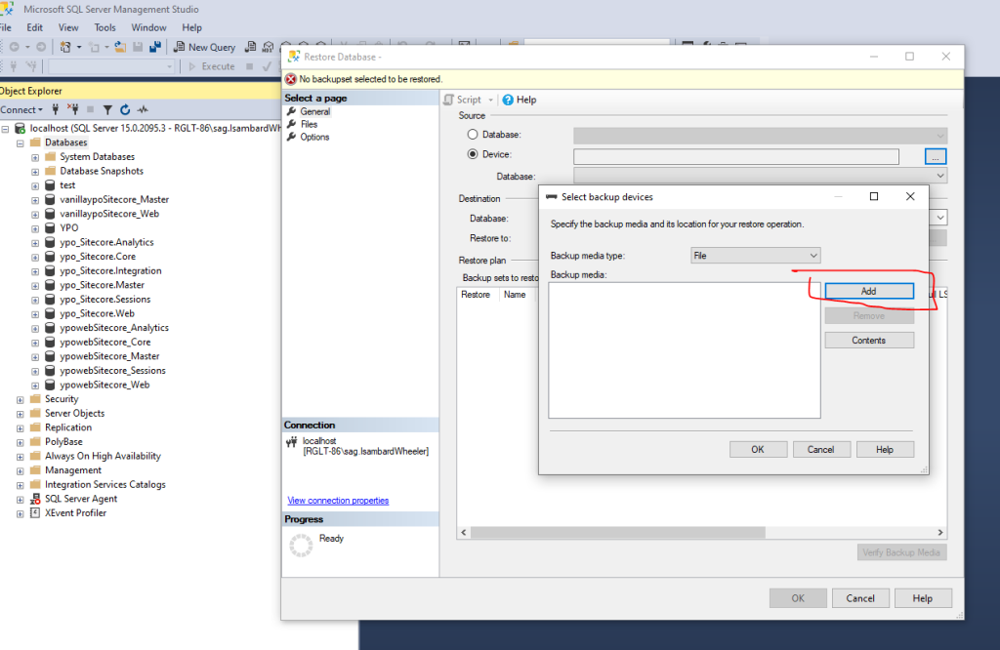 Microsoft SQL Server Management Studio
File Edit View Tools Window Help
New Query
Execute
Object Explorer
Connect
localhost (SQL Server 15.0.2095.3 - RGLT-86\sag.IsambardWh
Databases
System Databases
Database Snapshots
test
vanillaypoSitecore_Master
vanillaypoSitecore_Web
YPO
ypo_Sitecore.Analytics
ypo_Sitecore.Core
ypo_Sitecore.Integration
ypo_Sitecore.Master
ypo_Sitecore.Sessions
ypo_Sitecore.Web
ypowebSitecore_Analytics
ypowebSitecore_Core
ypowebSitecore_Master
ypowebSitecore_Sessions
ypowebSitecore_Web
Security
Server Objects
Replication
PolyBase
Always On High Availability
Management
Integration Services Catalogs
SQL Server Agent
XEvent Profiler
Restore Database -
No backupset selected to be restored.
Select a page
General
Files
Options
Connection
localhost
[RGLT-86\sag.IsambardWheeler]
View connection properties
Progress
Ready
Script Help
Source
Database:
Device:
...
Database:
Destination
Database:
Restore to:
Restore plan
Backup sets to resto
Restore Name
ul LS
Verify Backup Media
OK Cancel Help
Select backup devices
Specify the backup media and its location for your restore operation.
Backup media type: File
Backup media:
Add
Remove
Contents
OK Cancel Help